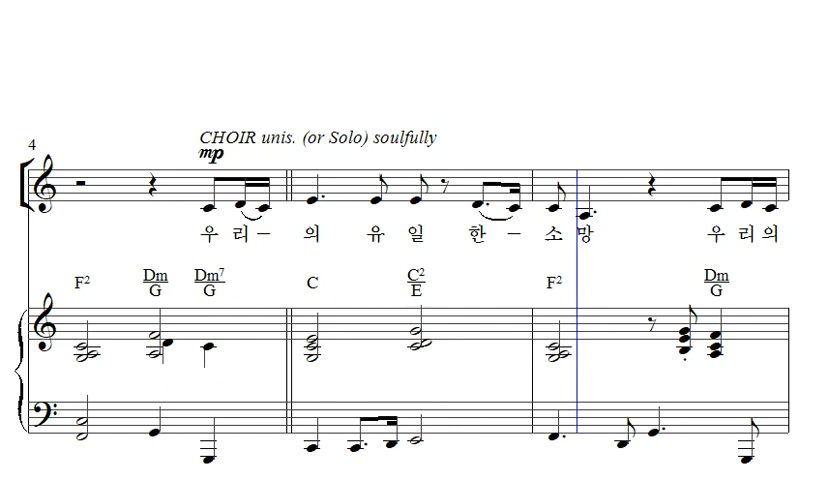 CHOIR unis. (or Solo) soulfully
4
mp
우 리 – 의 유 일 한 – 소 망 우 리 의
F2 Dm/G Dm7/G C C2/E F2 Dm/G